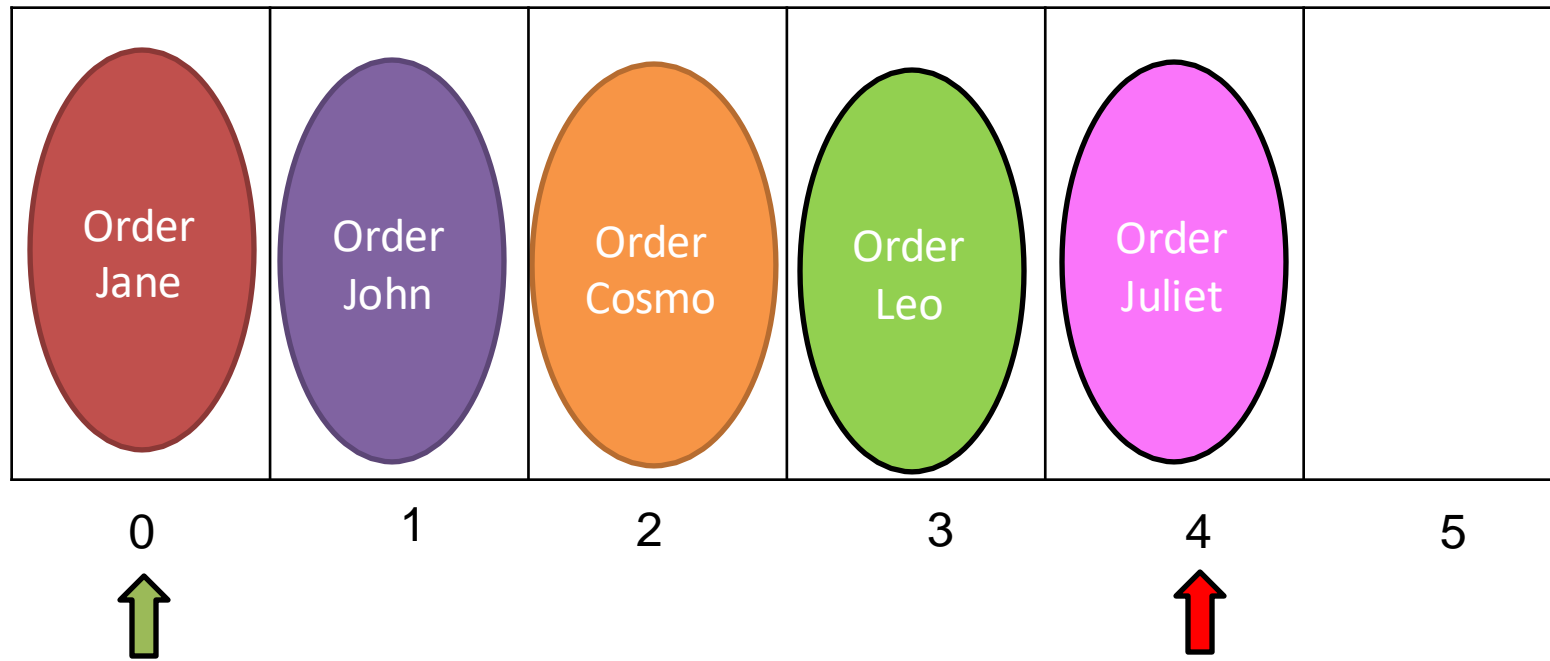 Order
Jane
Order
John
Order
Cosmo
Order
Leo
Order
Juliet
0
1
2
3
4
5